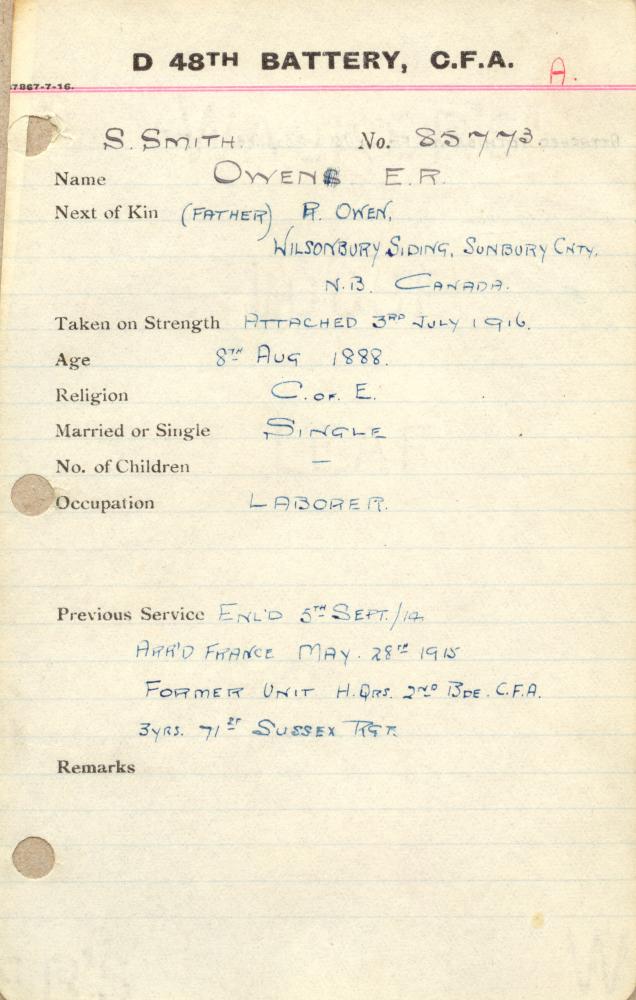 D 48TH BATTERY, C.F.A.
A.
7867-7-16.
S. SMITH. No. 85773
Name OWENS E.R.
Next of Kin (FATHER) R. OWEN,
WILSONBURY SIDING, SUNBURY CNTY.
N.B. CANADA.
Taken on Strength ATTACHED 3RD JULY 1916.
Age 8TH AUG 1888.
Religion C. OF E.
Married or Single SINGLE
No. of Children —
Occupation LABORER.
Previous Service ENL'D 5TH SEPT./14
ARR'D FRANCE MAY. 28TH 1915
FORMER UNIT H.QRS. 2ND BDE. C.F.A.
3YRS. 71ST SUSSEX RGT.
Remarks